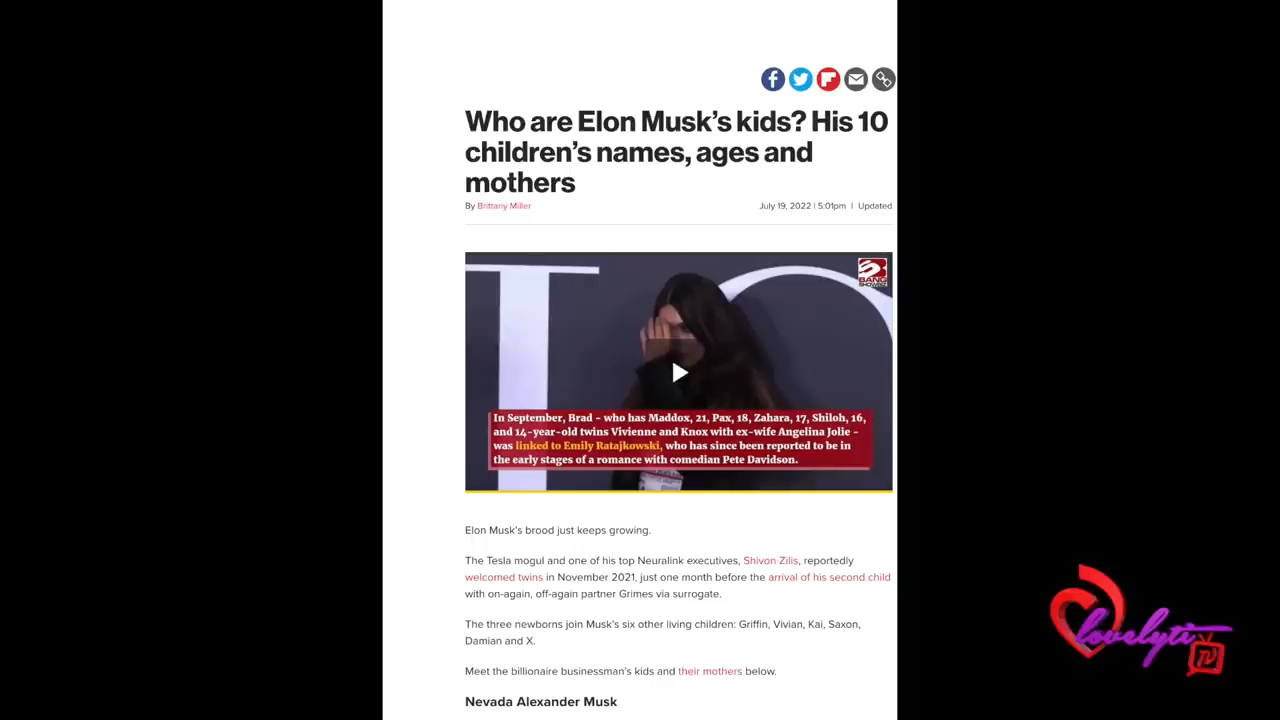 Who are Elon Musk's kids? His 10
children's names, ages and
mothers
By Brittany Miller
July 19, 2022 | 5:01pm | Updated
BANG
SHOWBIZ
In September, Brad - who has Maddox, 21, Pax, 18, Zahara, 17, Shiloh, 16,
and 14-year-old twins Vivienne and Knox with ex-wife Angelina Jolie -
was linked to Emily Ratajkowski, who has since been reported to be in
the early stages of a romance with comedian Pete Davidson.
Elon Musk's brood just keeps growing.
The Tesla mogul and one of his top Neuralink executives, Shivon Zilis, reportedly
welcomed twins in November 2021, just one month before the arrival of his second child
with on-again, off-again partner Grimes via surrogate.
The three newborns join Musk's six other living children: Griffin, Vivian, Kai, Saxon,
Damian and X.
Meet the billionaire businessman's kids and their mothers below.
Nevada Alexander Musk
lovelyti
TV